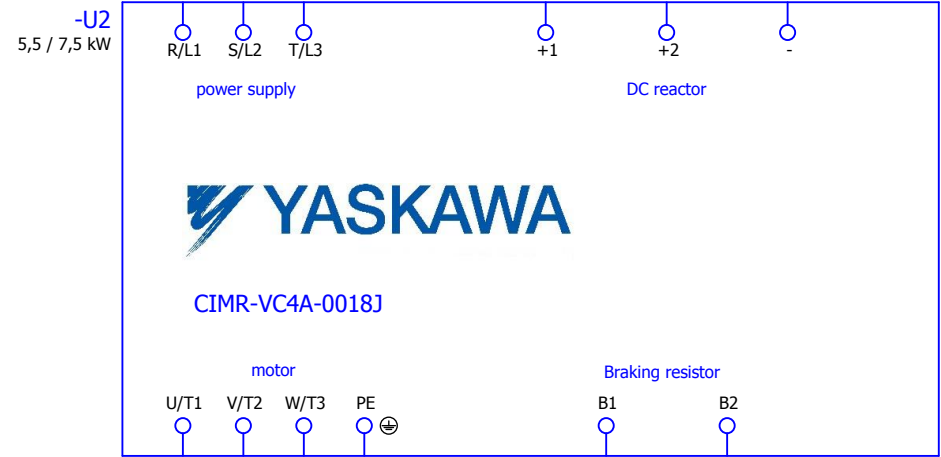 -U2
5,5 / 7,5 kW
R/L1 S/L2 T/L3 +1 +2 -
power supply DC reactor
YASKAWA
CIMR-VC4A-0018J
motor Braking resistor
U/T1 V/T2 W/T3 PE B1 B2